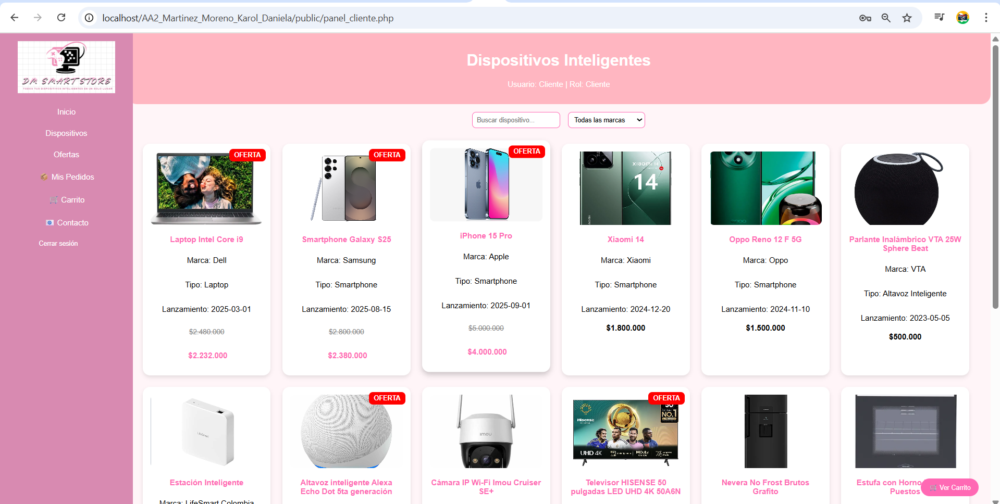 localhost/AA2_Martinez_Moreno_Karol_Daniela/public/panel_cliente.php
DM SMART STORE
TODOS TUS DISPOSITIVOS INTELIGENTES EN UN SOLO LUGAR
Inicio
Dispositivos
Ofertas
📦 Mis Pedidos
🛒 Carrito
📧 Contacto
Cerrar sesión
Dispositivos Inteligentes
Usuario: Cliente | Rol: Cliente
Buscar dispositivo...
Todas las marcas
OFERTA
Laptop Intel Core i9
Marca: Dell
Tipo: Laptop
Lanzamiento: 2025-03-01
$2.480.000
$2.232.000
OFERTA
Smartphone Galaxy S25
Marca: Samsung
Tipo: Smartphone
Lanzamiento: 2025-08-15
$2.800.000
$2.380.000
OFERTA
iPhone 15 Pro
Marca: Apple
Tipo: Smartphone
Lanzamiento: 2025-09-01
$5.000.000
$4.000.000
xiaomi 14
14
xiaomi
Xiaomi 14
Marca: Xiaomi
Tipo: Smartphone
Lanzamiento: 2024-12-20
$1.800.000
Oppo Reno 12 F 5G
Marca: Oppo
Tipo: Smartphone
Lanzamiento: 2024-11-10
$1.500.000
Parlante Inalámbrico VTA 25W
Sphere Beat
Marca: VTA
Tipo: Altavoz Inteligente
Lanzamiento: 2023-05-05
$500.000
LifeSmart
Estación Inteligente
Marca: LifeSmart Colombia
OFERTA
Altavoz inteligente Alexa
Echo Dot 5ta generación
imou
Cámara IP Wi-Fi Imou Cruiser
SE+
OFERTA
Hisense
GLOBAL
NO.1
UHD 4K
Dolby
VISION
Televisor HISENSE 50
pulgadas LED UHD 4K 50A6N
Nevera No Frost Brutos
Grafito
Estufa con Horno
Puestos
🛒 Ver Carrito